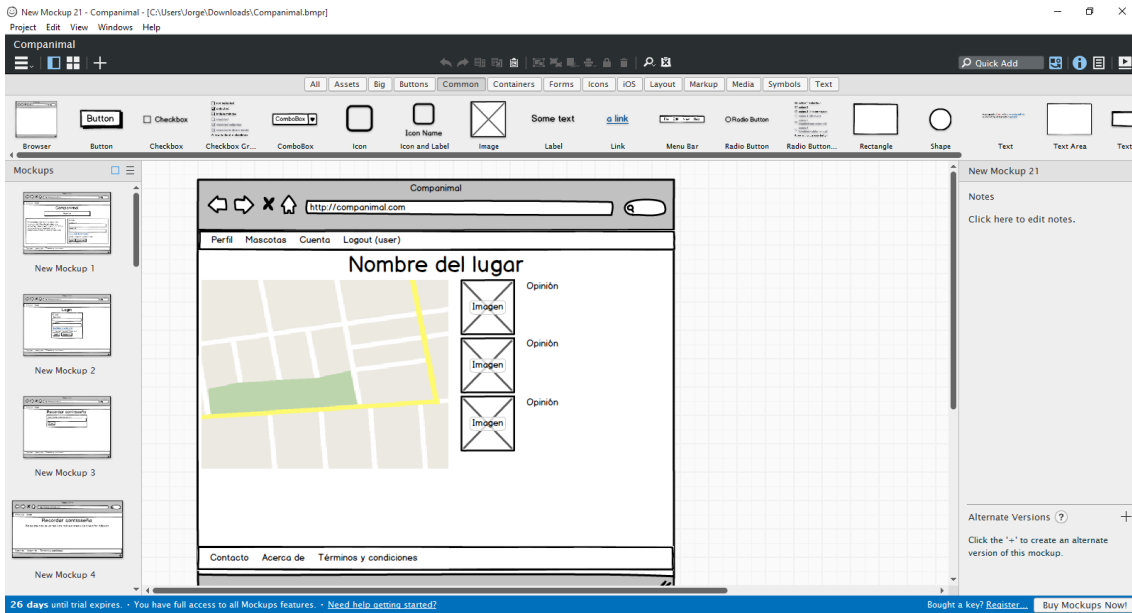 New Mockup 21 - Companimal - [C:\Users\Jorge\Downloads\Companimal.bmpr]
Project Edit View Windows Help
Companimal
Quick Add
All Assets Big Buttons Common Containers Forms Icons iOS Layout Markup Media Symbols Text
Button Checkbox ComboBox Icon Name Some text a link Radio Button
Browser Button Checkbox Checkbox Gr... ComboBox Icon Icon and Label Image Label Link Menu Bar Radio Button Radio Button... Rectangle Shape Text Text Area Text
Mockups
New Mockup 1
New Mockup 2
New Mockup 3
New Mockup 4
Companimal
http://companimal.com
Perfil Mascotas Cuenta Logout (user)
Nombre del lugar
Imagen Opinión
Imagen Opinión
Imagen Opinión
Contacto Acerca de Términos y condiciones
New Mockup 21
Notes
Click here to edit notes.
Alternate Versions ?
Click the '+' to create an alternate
version of this mockup.
26 days until trial expires. · You have full access to all Mockups features. · Need help getting started?
Bought a key? Register... Buy Mockups Now!